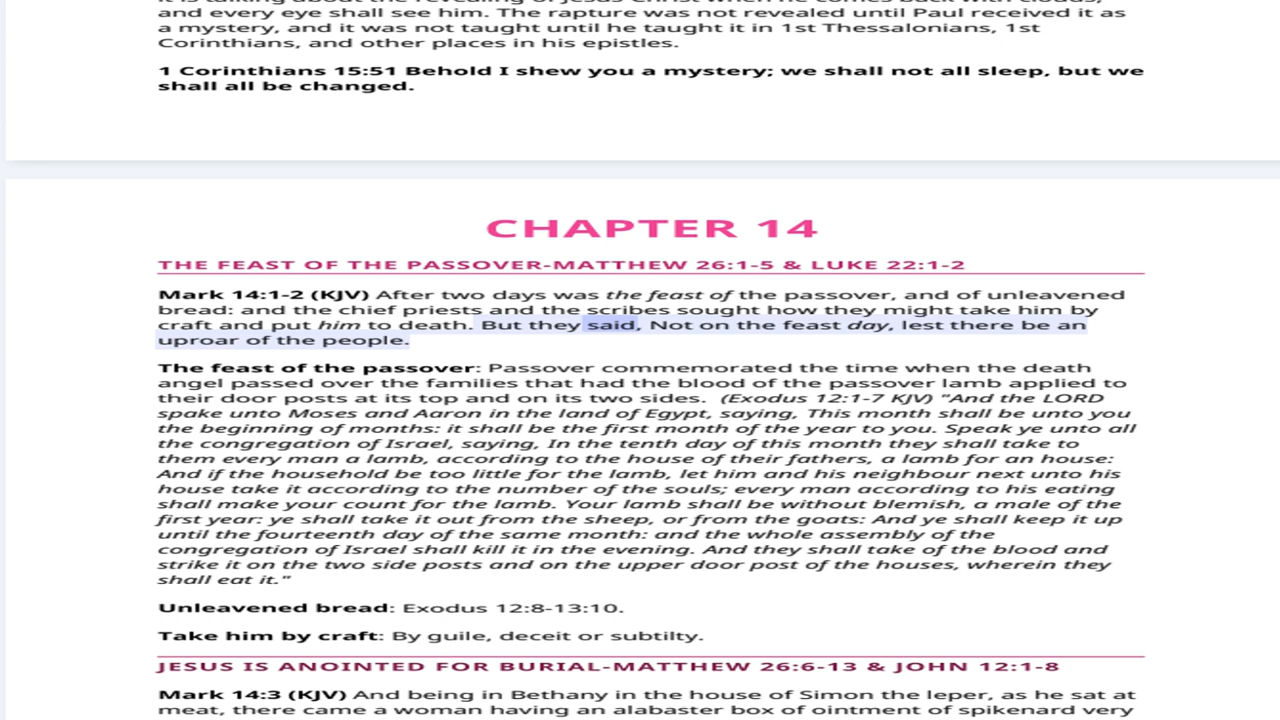 it is talking about the revealing of Jesus Christ when he comes back with clouds,
and every eye shall see him. The rapture was not revealed until Paul received it as
a mystery, and it was not taught until he taught it in 1st Thessalonians, 1st
Corinthians, and other places in his epistles.
1 Corinthians 15:51 Behold I shew you a mystery; we shall not all sleep, but we
shall all be changed.
CHAPTER 14
THE FEAST OF THE PASSOVER-MATTHEW 26:1-5 & LUKE 22:1-2
Mark 14:1-2 (KJV) After two days was the feast of the passover, and of unleavened
bread: and the chief priests and the scribes sought how they might take him by
craft and put him to death. But they said, Not on the feast day, lest there be an
uproar of the people.
The feast of the passover: Passover commemorated the time when the death
angel passed over the families that had the blood of the passover lamb applied to
their door posts at its top and on its two sides. (Exodus 12:1-7 KJV) "And the LORD
spake unto Moses and Aaron in the land of Egypt, saying, This month shall be unto you
the beginning of months: it shall be the first month of the year to you. Speak ye unto all
the congregation of Israel, saying, In the tenth day of this month they shall take to
them every man a lamb, according to the house of their fathers, a lamb for an house:
And if the household be too little for the lamb, let him and his neighbour next unto his
house take it according to the number of the souls; every man according to his eating
shall make your count for the lamb. Your lamb shall be without blemish, a male of the
first year: ye shall take it out from the sheep, or from the goats: And ye shall keep it up
until the fourteenth day of the same month: and the whole assembly of the
congregation of Israel shall kill it in the evening. And they shall take of the blood and
strike it on the two side posts and on the upper door post of the houses, wherein they
shall eat it."
Unleavened bread: Exodus 12:8-13:10.
Take him by craft: By guile, deceit or subtilty.
JESUS IS ANOINTED FOR BURIAL-MATTHEW 26:6-13 & JOHN 12:1-8
Mark 14:3 (KJV) And being in Bethany in the house of Simon the leper, as he sat at
meat, there came a woman having an alabaster box of ointment of spikenard very